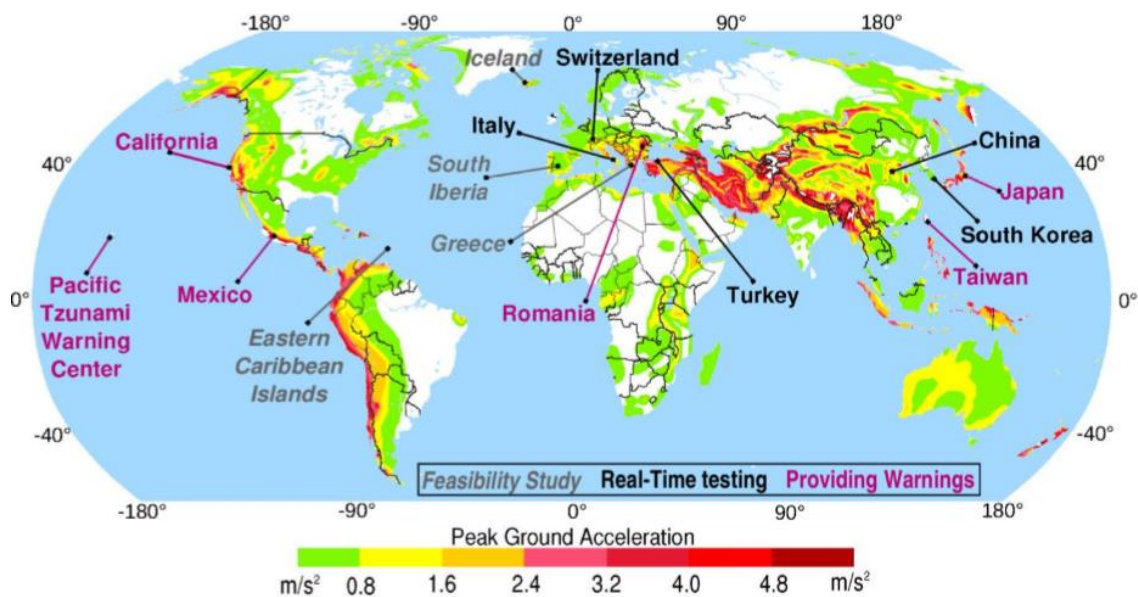 -180° -90° 0° 90° 180°
Iceland
Switzerland
California
Italy
China
40°
40°
South
Iberia
Japan
Greece
South Korea
Taiwan
Pacific
Tzunami
Warning
Center
Mexico
Romania
Turkey
0°
0°
Eastern
Caribbean
Islands
-40°
-40°
Feasibility Study Real-Time testing Providing Warnings
-180° -90° 0° 90° 180°
Peak Ground Acceleration
m/s² 0.8 1.6 2.4 3.2 4.0 4.8 m/s²